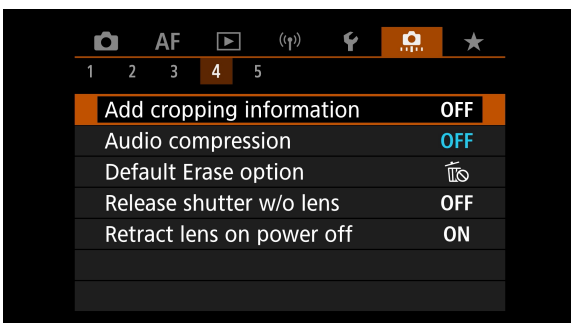 AF
1 2 3 4 5
Add cropping information OFF
Audio compression OFF
Default Erase option
Release shutter w/o lens OFF
Retract lens on power off ON